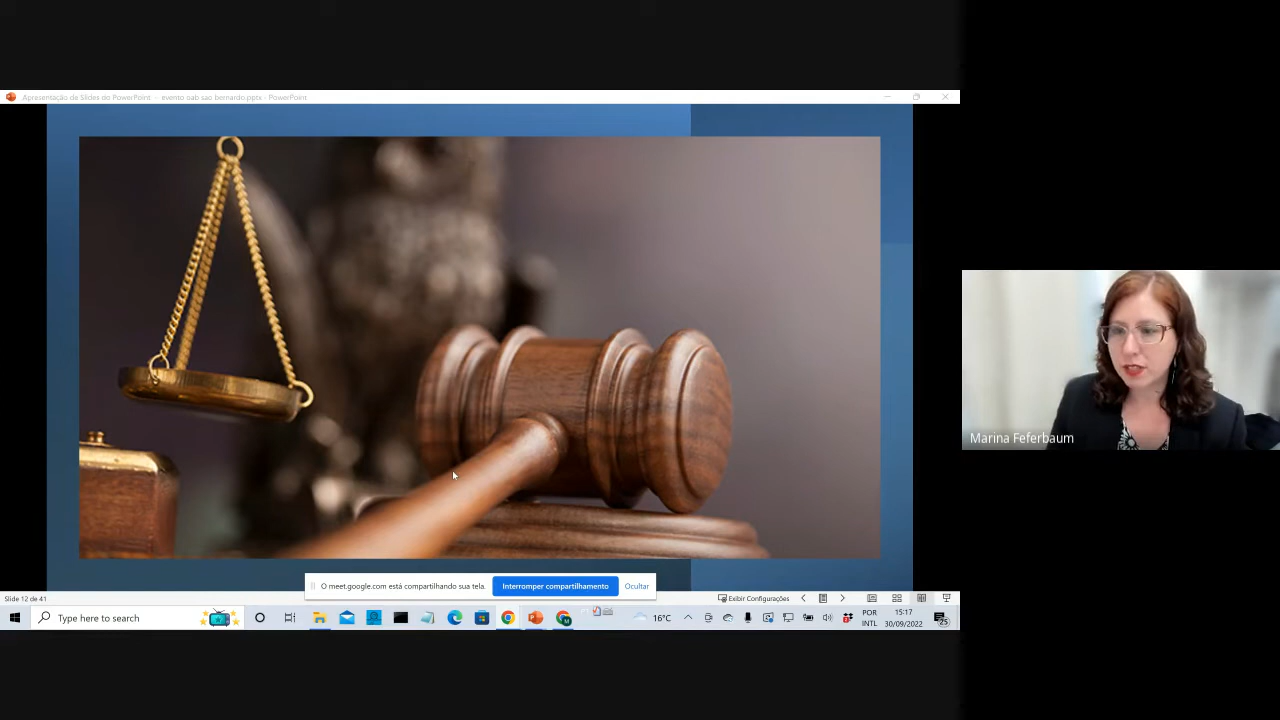 Apresentação de Slides do PowerPoint - evento oab sao bernardo.pptx - PowerPoint
Marina Feferbaum
O meet.google.com está compartilhando sua tela.
Interromper compartilhamento
Ocultar
Slide 12 de 41
Exibir Configurações
Type here to search
16°C
POR
INTL
15:17
30/09/2022
25